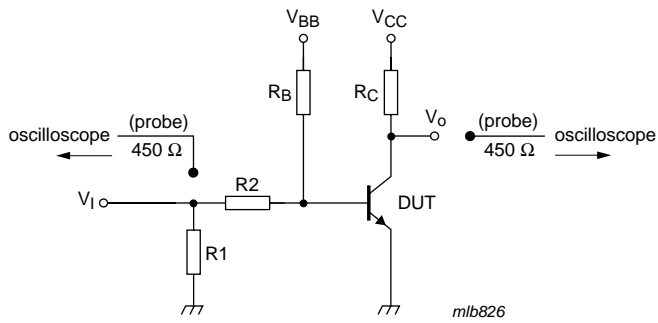 VBB
VCC
RB
RC
Vo
(probe)
oscilloscope
450 Ω
(probe)
oscilloscope
450 Ω
R2
DUT
VI
R1
mlb826